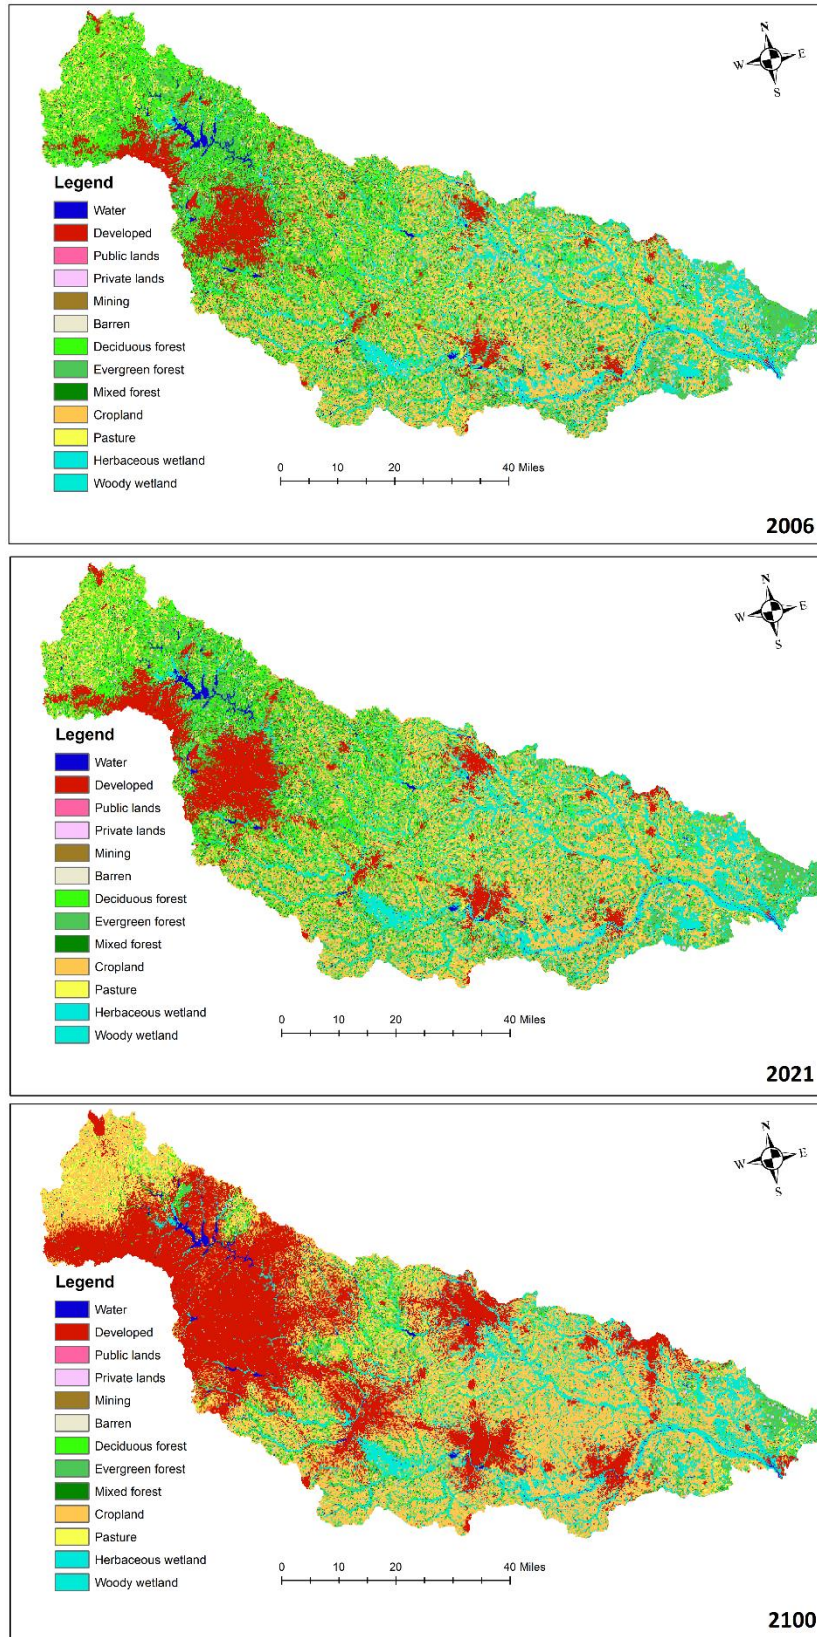 N
W E
S
Legend
Water
Developed
Public lands
Private lands
Mining
Barren
Deciduous forest
Evergreen forest
Mixed forest
Cropland
Pasture
Herbaceous wetland
Woody wetland
0 10 20 40 Miles
2006
N
W E
S
Legend
Water
Developed
Public lands
Private lands
Mining
Barren
Deciduous forest
Evergreen forest
Mixed forest
Cropland
Pasture
Herbaceous wetland
Woody wetland
0 10 20 40 Miles
2021
N
W E
S
Legend
Water
Developed
Public lands
Private lands
Mining
Barren
Deciduous forest
Evergreen forest
Mixed forest
Cropland
Pasture
Herbaceous wetland
Woody wetland
0 10 20 40 Miles
2100